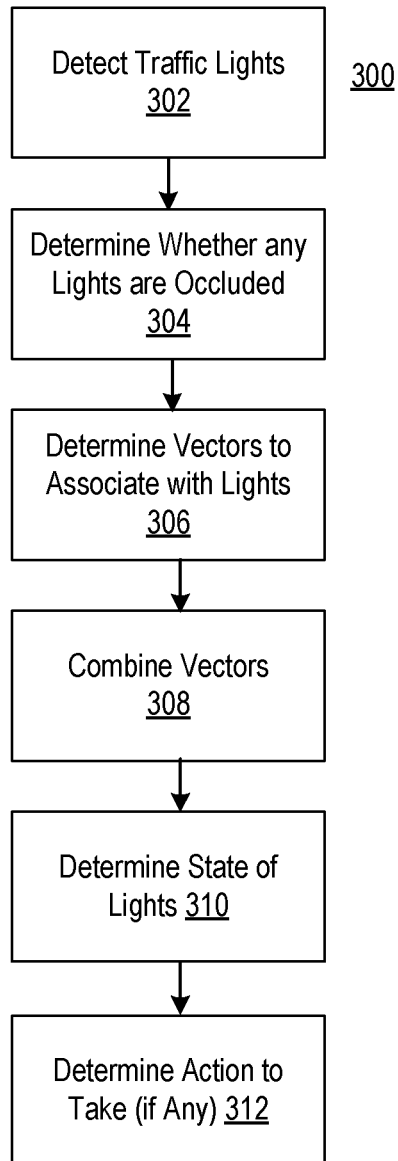 Detect Traffic Lights
302
300
Determine Whether any
Lights are Occluded
304
Determine Vectors to
Associate with Lights
306
Combine Vectors
308
Determine State of
Lights 310
Determine Action to
Take (if Any) 312